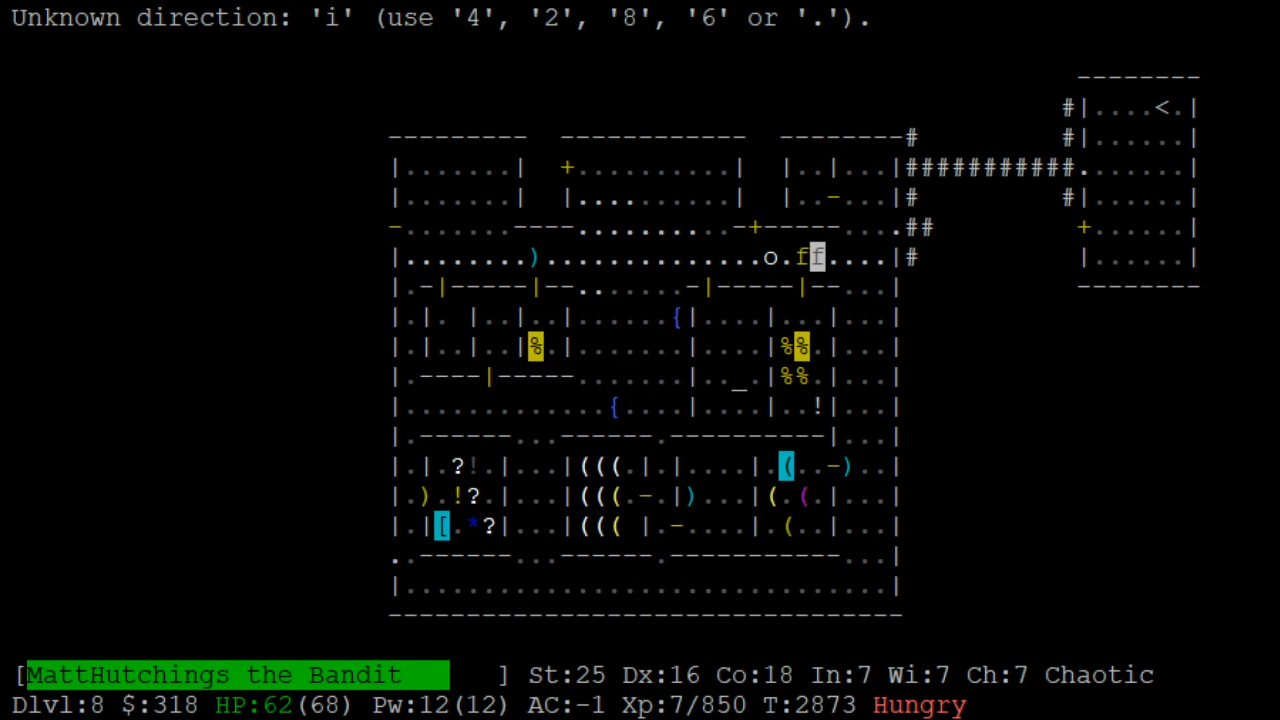 Unknown direction: 'i' (use '4', '2', '8', '6' or '.').
--------
#|....<.|
--------- ------------ --------# #|......|
|.......| +..........| |..|...|###########.......|
|.......| |..........| |..-...|# #|......|
-.......----..........-+-----....## +......|
|........)..............o.ff....|# |......|
|.-|-----|--.......-|-----|--...| --------
|.|. |..|..|......{|....|...|...|
|.|..|..|%.|.......|....|%%.|...|
|.----|-----.......|.._.|%%.|...|
|.............{....|....|..!|...|
|.------...------.----------|...|
|.|.?!.|...|(((.|.|....|.(..-)..|
|.).!?.|...|(((.-.|)...|(.(.|...|
|.|[.*?|...|((( |.-....|.(..|...|
..------...------.-----------...|
|...............................|
---------------------------------
[MattHutchings the Bandit ] St:25 Dx:16 Co:18 In:7 Wi:7 Ch:7 Chaotic
Dlvl:8 $:318 HP:62(68) Pw:12(12) AC:-1 Xp:7/850 T:2873 Hungry